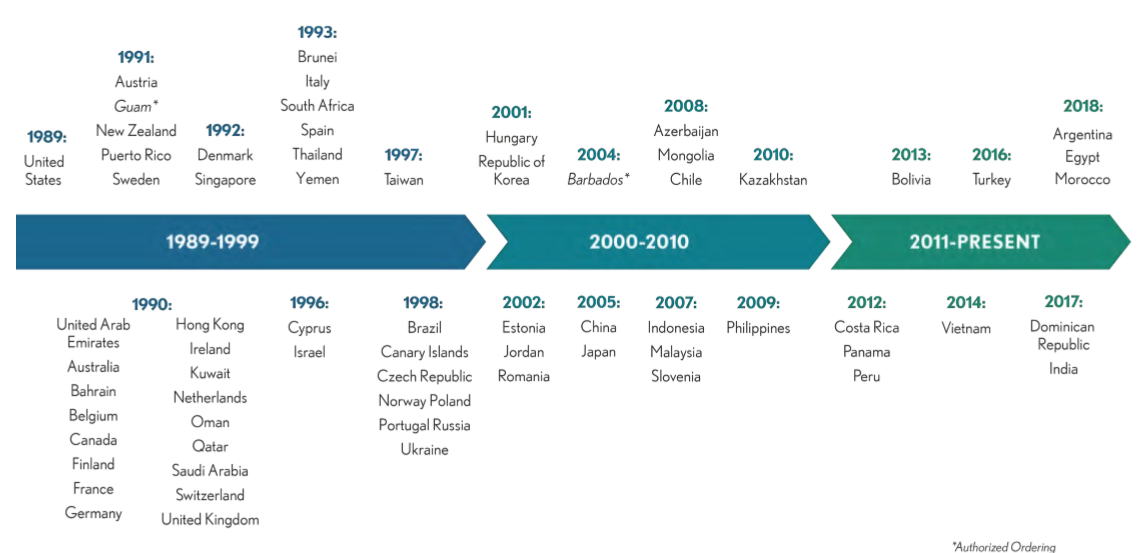 1989:
United
States
1991:
Austria
Guam*
New Zealand
Puerto Rico
Sweden
1992:
Denmark
Singapore
1993:
Brunei
Italy
South Africa
Spain
Thailand
Yemen
1997:
Taiwan
2001:
Hungary
Republic of
Korea
2004:
Barbados*
2008:
Azerbaijan
Mongolia
Chile
2010:
Kazakhstan
2013:
Bolivia
2016:
Turkey
2018:
Argentina
Egypt
Morocco
1989-1999
2000-2010
2011-PRESENT
1990:
United Arab
Emirates
Australia
Bahrain
Belgium
Canada
Finland
France
Germany
Hong Kong
Ireland
Kuwait
Netherlands
Oman
Qatar
Saudi Arabia
Switzerland
United Kingdom
1996:
Cyprus
Israel
1998:
Brazil
Canary Islands
Czech Republic
Norway Poland
Portugal Russia
Ukraine
2002:
Estonia
Jordan
Romania
2005:
China
Japan
2007:
Indonesia
Malaysia
Slovenia
2009:
Philippines
2012:
Costa Rica
Panama
Peru
2014:
Vietnam
2017:
Dominican
Republic
India
*Authorized Ordering